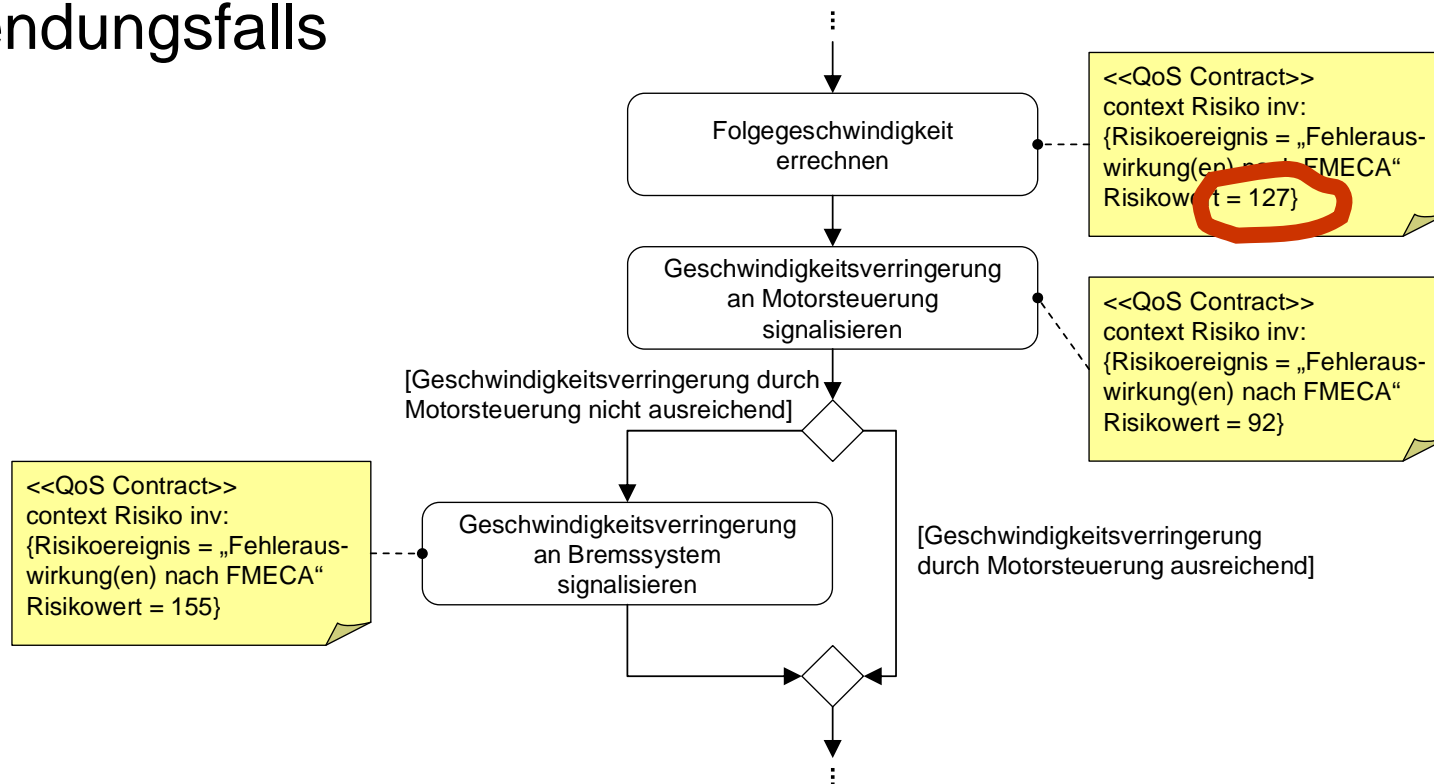 endungsfalls
<<QoS Contract>>
context Risiko inv:
{Risikoereignis = „Fehleraus-
wirkung(en) nach FMECA“
Risikowert = 127}
Folgegeschwindigkeit
errechnen
Geschwindigkeitsverringerung
an Motorsteuerung
signalisieren
<<QoS Contract>>
context Risiko inv:
{Risikoereignis = „Fehleraus-
wirkung(en) nach FMECA“
Risikowert = 92}
[Geschwindigkeitsverringerung durch
Motorsteuerung nicht ausreichend]
<<QoS Contract>>
context Risiko inv:
{Risikoereignis = „Fehleraus-
wirkung(en) nach FMECA“
Risikowert = 155}
Geschwindigkeitsverringerung
an Bremssystem
signalisieren
[Geschwindigkeitsverringerung
durch Motorsteuerung ausreichend]